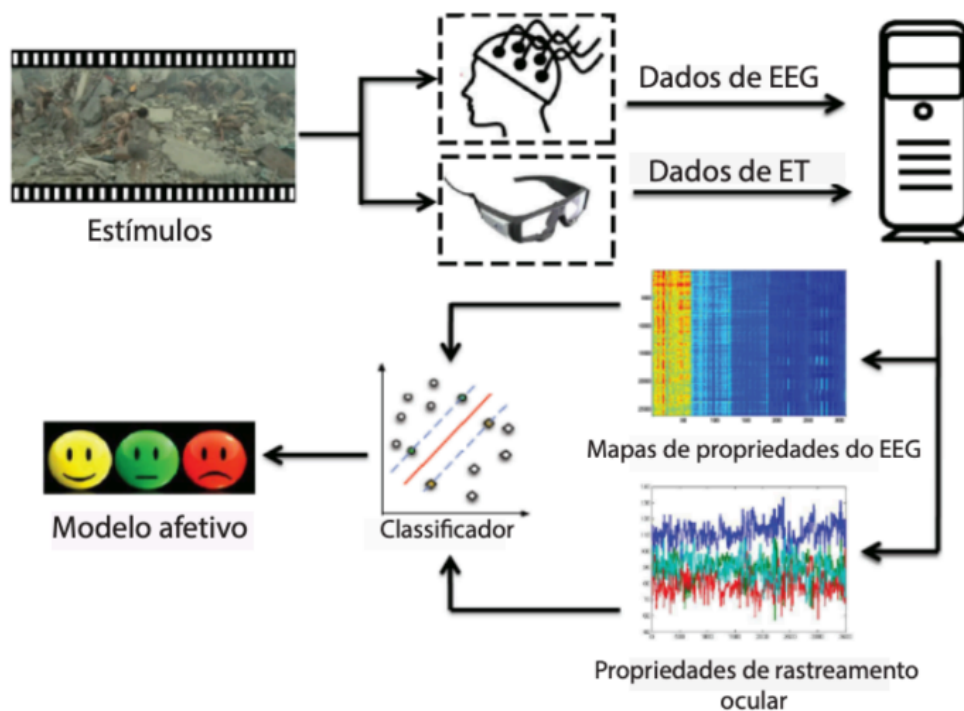 Dados de EEG
Dados de ET
Estímulos
Mapas de propriedades do EEG
Classificador
Modelo afetivo
Propriedades de rastreamento
ocular